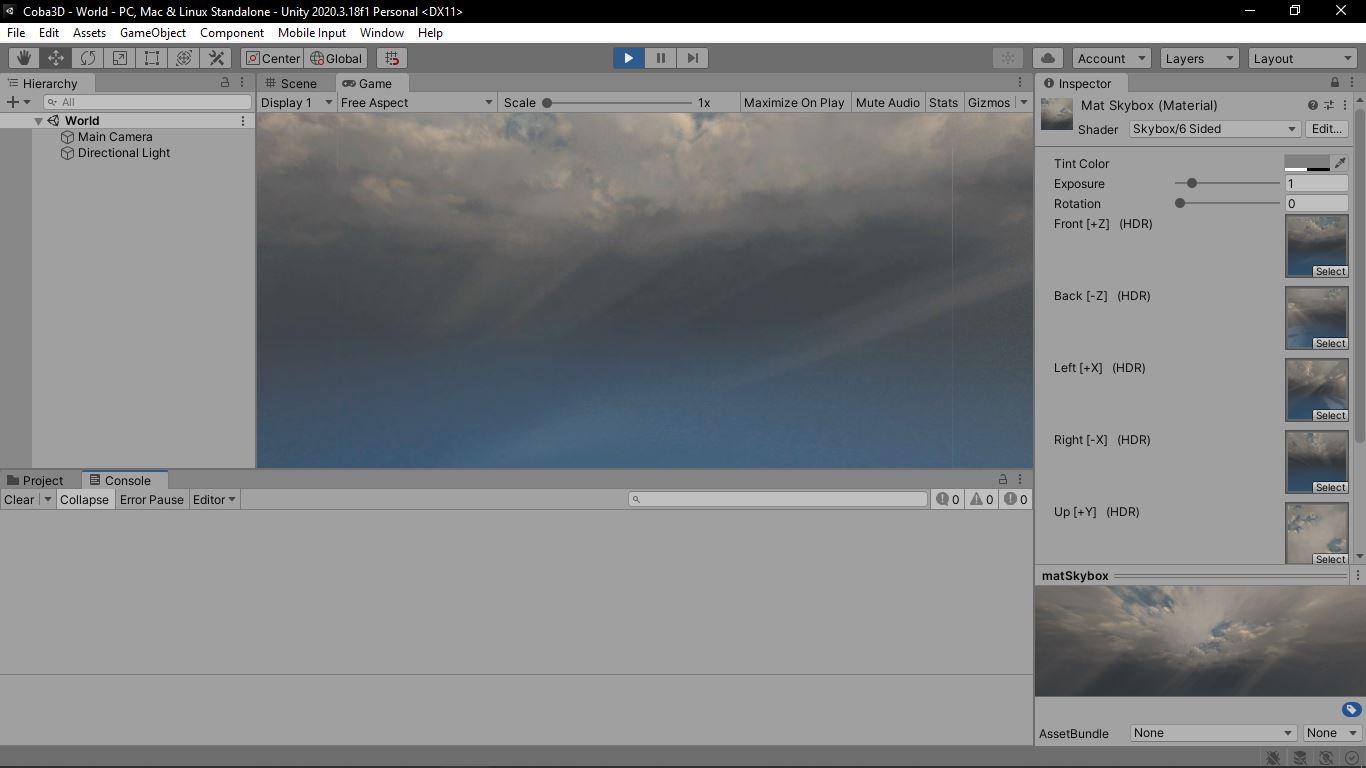 Coba3D - World - PC, Mac & Linux Standalone - Unity 2020.3.18f1 Personal <DX11>
File Edit Assets GameObject Component Mobile Input Window Help
Center Global Account Layers Layout
Hierarchy
All
World
Main Camera
Directional Light
Scene Game
Display 1 Free Aspect Scale 1x Maximize On Play Mute Audio Stats Gizmos
Project Console
Clear Collapse Error Pause Editor 0 0 0
Inspector
Mat Skybox (Material)
Shader Skybox/6 Sided Edit...
Tint Color
Exposure 1
Rotation 0
Front [+Z] (HDR)
Select
Back [-Z] (HDR)
Select
Left [+X] (HDR)
Select
Right [-X] (HDR)
Select
Up [+Y] (HDR)
Select
matSkybox
AssetBundle None None